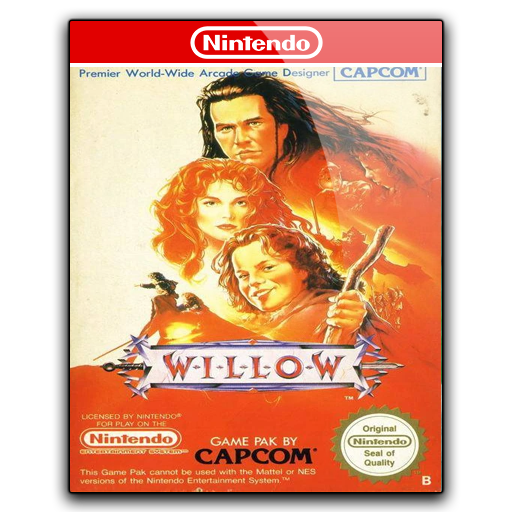 Nintendo®
Premier World-Wide Arcade Game Designer CAPCOM®
W·I·L·L·O·W
™
LICENSED BY NINTENDO®
FOR PLAY ON THE
Nintendo
ENTERTAINMENT SYSTEM™
GAME PAK BY
CAPCOM®
This Game Pak cannot be used with the Mattel or NES
versions of the Nintendo Entertainment System.™
Original
Nintendo
Seal of
Quality
B